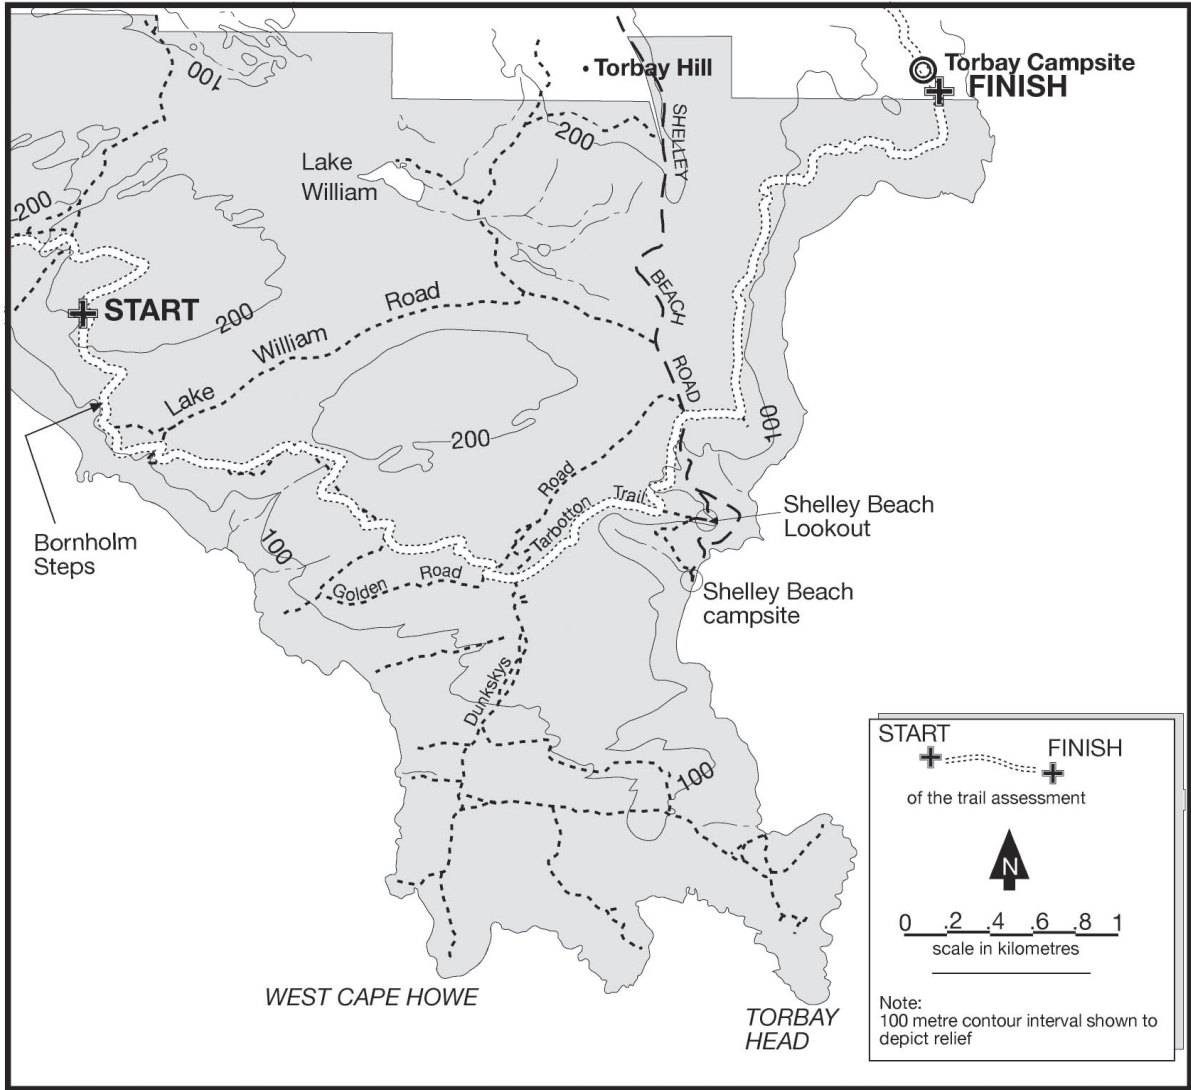 100
Torbay Hill
Torbay Campsite
FINISH
SHELLEY
200
Lake
William
200
BEACH
START
200
Road
William
Lake
ROAD
100
200
Road
Trail
Tarbotton
Shelley Beach
Lookout
Bornholm
Steps
100
Golden
Road
Shelley Beach
campsite
Dunkskys
100
START
FINISH
of the trail assessment
N
0 .2 .4 .6 .8 1
scale in kilometres
Note:
100 metre contour interval shown to
depict relief
WEST CAPE HOWE
TORBAY
HEAD